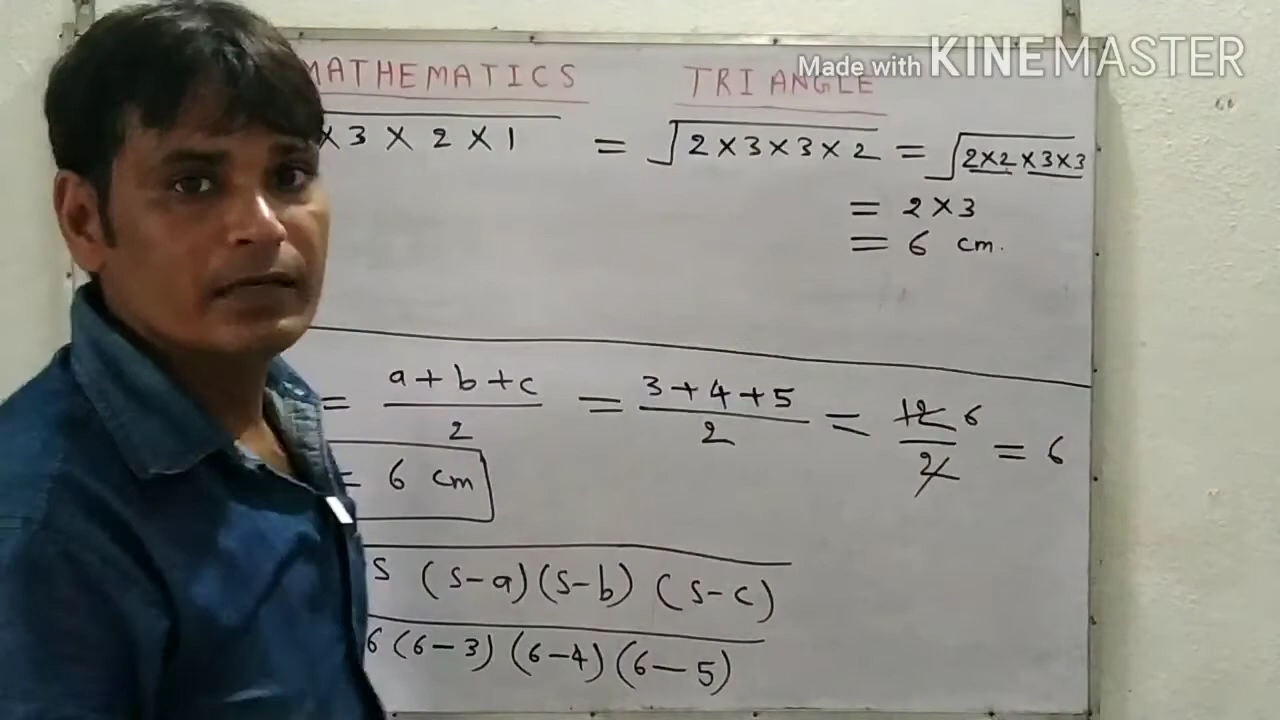 Made with KINEMASTER
MATHEMATICS TRIANGLE
× 3 × 2 × 1 = √2×3×3×2 = √2×2×3×3
= 2×3
= 6 cm.
= a+b+c/2 = 3+4+5/2 = 12/2 6 = 6
= 6 cm
s (s-a)(s-b)(s-c)
6(6-3)(6-4)(6-5)